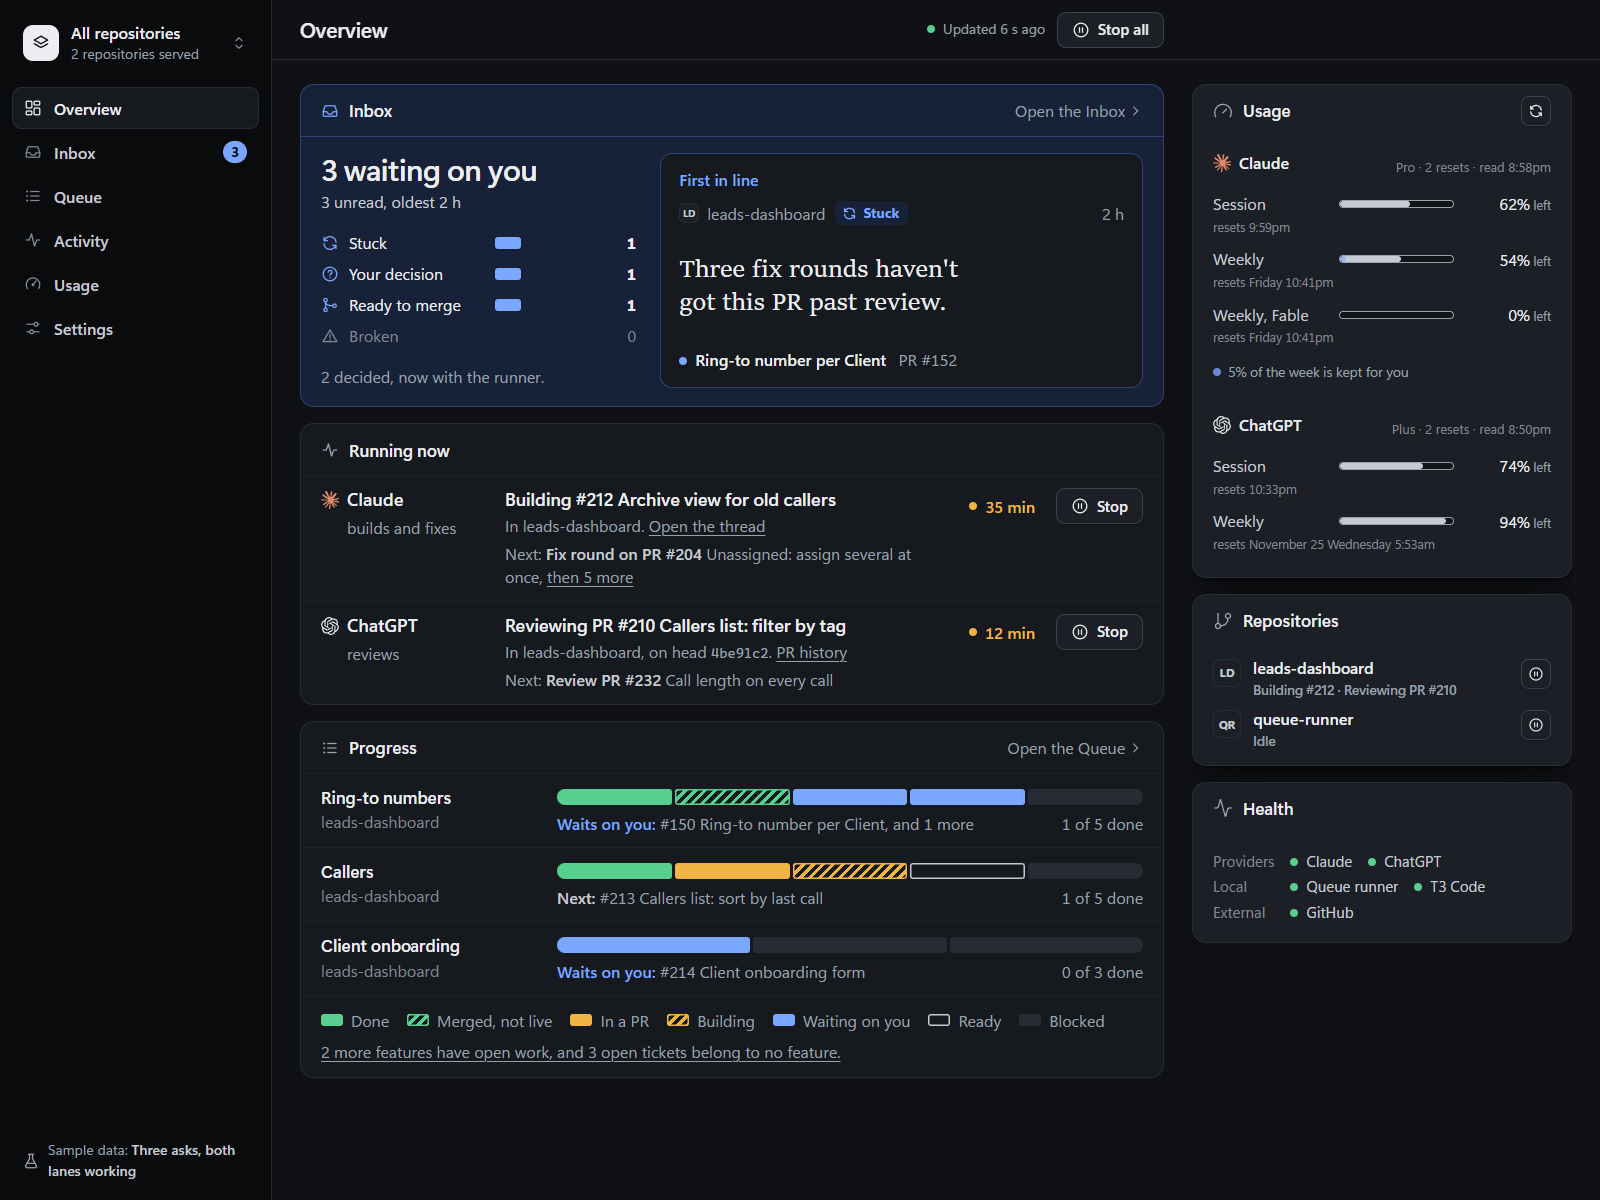 All repositories
2 repositories served
Overview
Inbox
3
Queue
Activity
Usage
Settings
Sample data: Three asks, both
lanes working
Overview
Updated 6 s ago
Stop all
Inbox
Open the Inbox
3 waiting on you
3 unread, oldest 2 h
Stuck 1
Your decision 1
Ready to merge 1
Broken 0
2 decided, now with the runner.
First in line
LD leads-dashboard Stuck 2 h
Three fix rounds haven't
got this PR past review.
Ring-to number per Client PR #152
Running now
Claude
builds and fixes
Building #212 Archive view for old callers
In leads-dashboard. Open the thread
Next: Fix round on PR #204 Unassigned: assign several at
once, then 5 more
35 min
Stop
ChatGPT
reviews
Reviewing PR #210 Callers list: filter by tag
In leads-dashboard, on head 4be91c2. PR history
Next: Review PR #232 Call length on every call
12 min
Stop
Progress
Open the Queue
Ring-to numbers
leads-dashboard
Waits on you: #150 Ring-to number per Client, and 1 more
1 of 5 done
Callers
leads-dashboard
Next: #213 Callers list: sort by last call
1 of 5 done
Client onboarding
leads-dashboard
Waits on you: #214 Client onboarding form
0 of 3 done
Done Merged, not live In a PR Building Waiting on you Ready Blocked
2 more features have open work, and 3 open tickets belong to no feature.
Usage
Claude
Pro · 2 resets · read 8:58pm
Session 62% left
resets 9:59pm
Weekly 54% left
resets Friday 10:41pm
Weekly, Fable 0% left
resets Friday 10:41pm
5% of the week is kept for you
ChatGPT
Plus · 2 resets · read 8:50pm
Session 74% left
resets 10:33pm
Weekly 94% left
resets November 25 Wednesday 5:53am
Repositories
LD leads-dashboard
Building #212 · Reviewing PR #210
QR queue-runner
Idle
Health
Providers Claude ChatGPT
Local Queue runner T3 Code
External GitHub